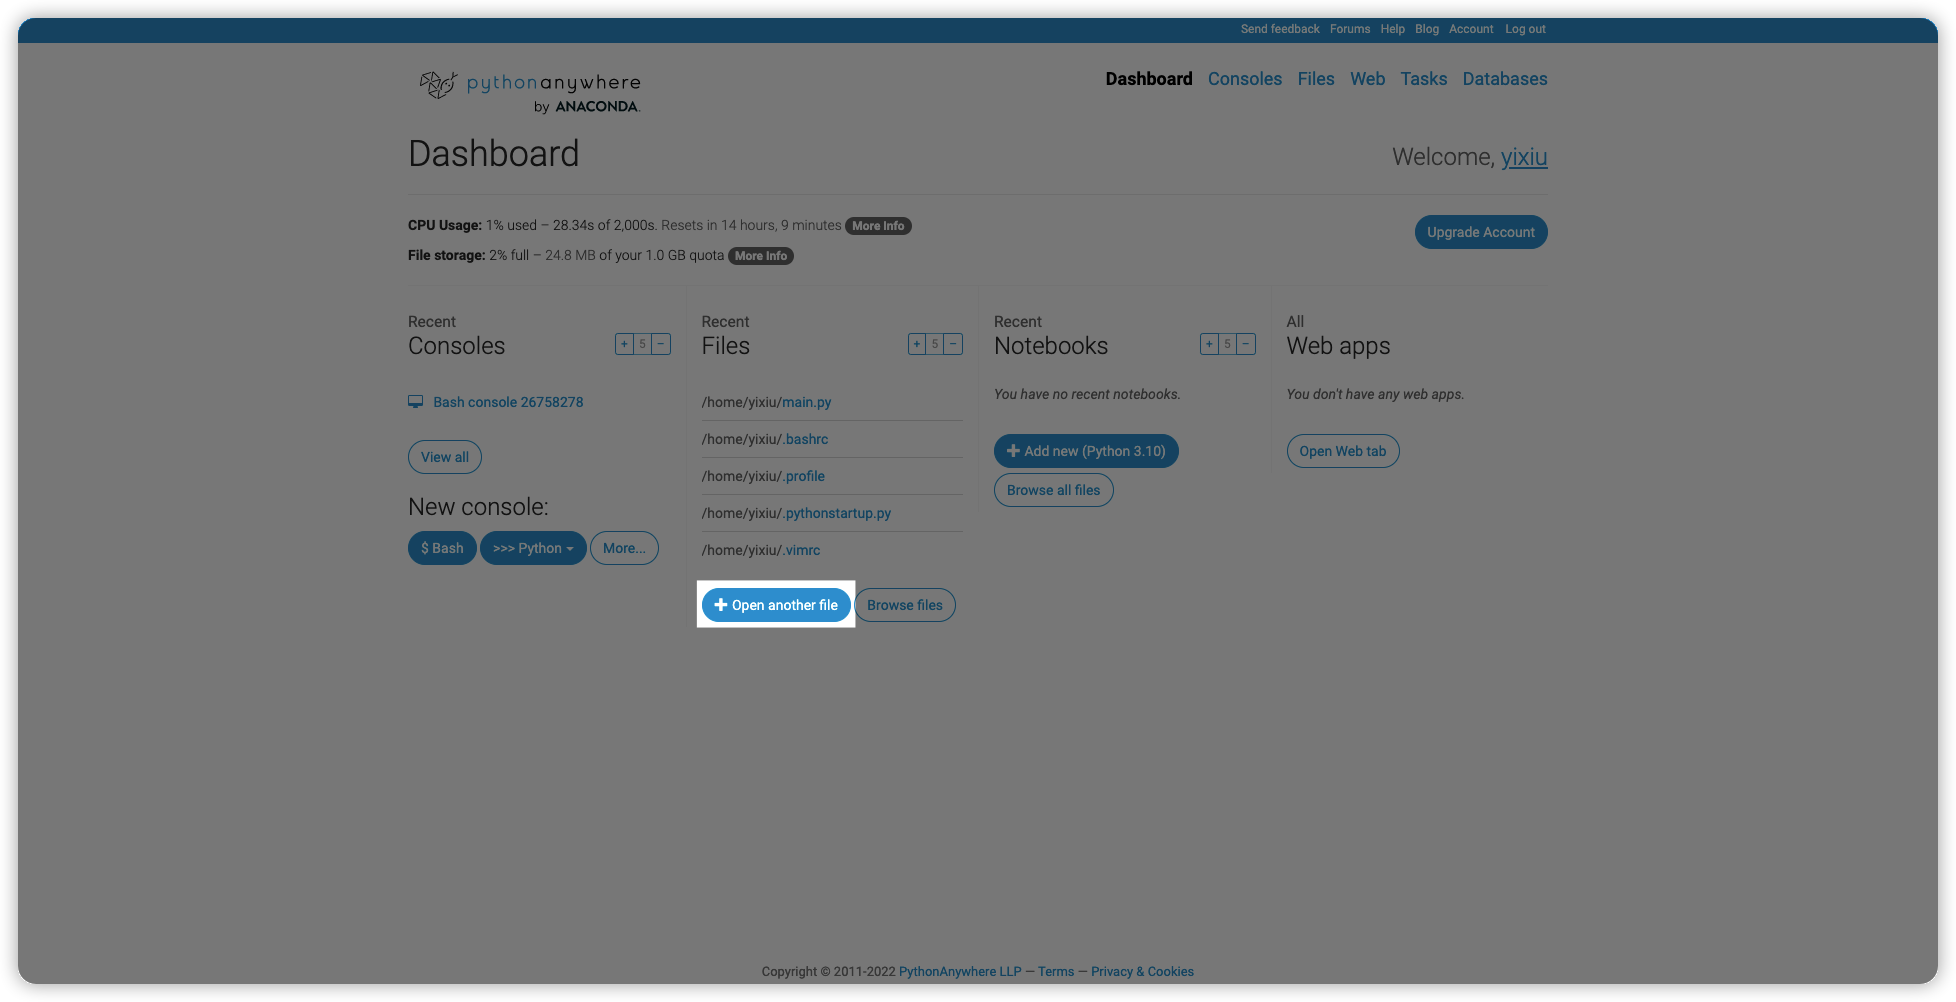 Send feedback Forums Help Blog Account Log out
pythonanywhere
by ANACONDA.
Dashboard Consoles Files Web Tasks Databases
Dashboard
Welcome, yixiu
CPU Usage: 1% used – 28.34s of 2,000s. Resets in 14 hours, 9 minutes More Info
File storage: 2% full – 24.8 MB of your 1.0 GB quota More Info
Upgrade Account
Recent
Consoles
+ 5 −
Bash console 26758278
View all
New console:
$ Bash >>> Python More...
Recent
Files
+ 5 −
/home/yixiu/main.py
/home/yixiu/.bashrc
/home/yixiu/.profile
/home/yixiu/.pythonstartup.py
/home/yixiu/.vimrc
+ Open another file Browse files
Recent
Notebooks
+ 5 −
You have no recent notebooks.
+ Add new (Python 3.10)
Browse all files
All
Web apps
You don't have any web apps.
Open Web tab
Copyright © 2011-2022 PythonAnywhere LLP — Terms — Privacy & Cookies